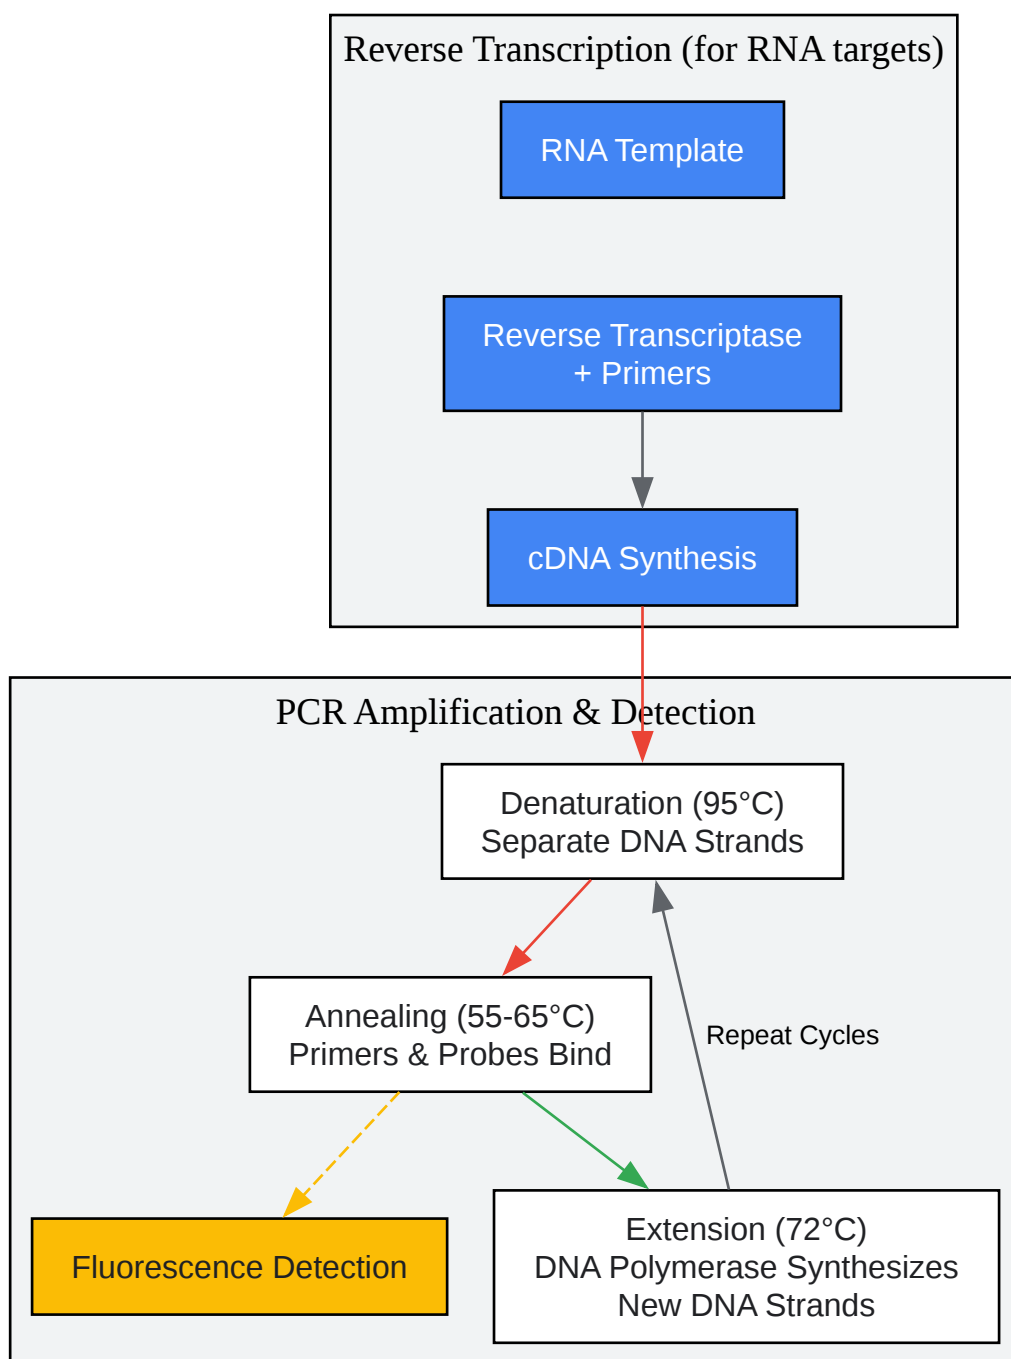 Reverse Transcription (for RNA targets)
RNA Template
Reverse Transcriptase
+ Primers
cDNA Synthesis
PCR Amplification & Detection
Denaturation (95°C)
Separate DNA Strands
Annealing (55-65°C)
Primers & Probes Bind
Repeat Cycles
Fluorescence Detection
Extension (72°C)
DNA Polymerase Synthesizes
New DNA Strands